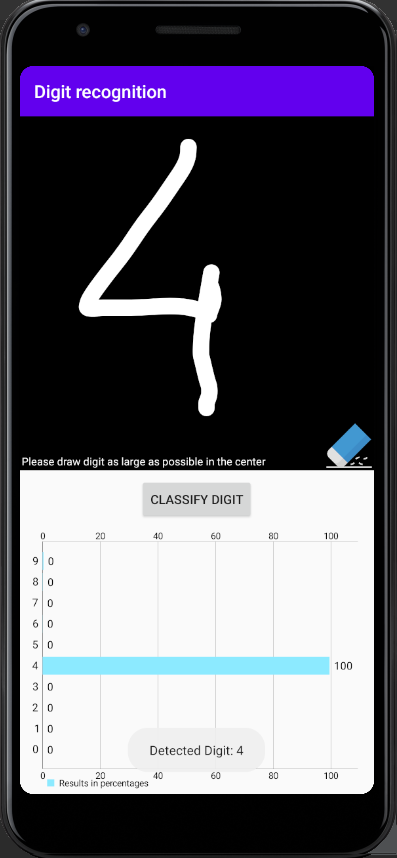 Digit recognition
4
Please draw digit as large as possible in the center
CLASSIFY DIGIT
0 20 40 60 80 100
9 0
8 0
7 0
6 0
5 0
4 100
3 0
2 0
1 0
0 0
Detected Digit: 4
0 20 40 60 80 100
Results in percentages